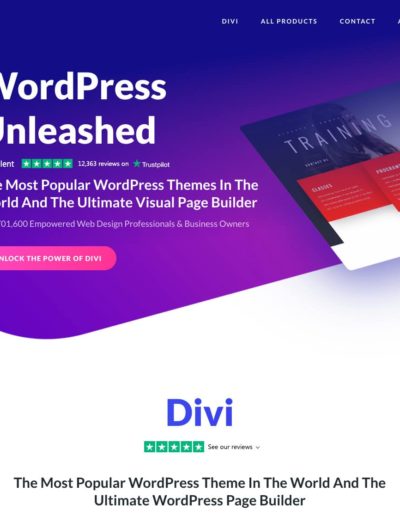 DIVI ALL PRODUCTS CONTACT A
WordPress
Unleashed
lent 12,363 reviews on Trustpilot
e Most Popular WordPress Themes In The
orld And The Ultimate Visual Page Builder
701,600 Empowered Web Design Professionals & Business Owners
NLOCK THE POWER OF DIVI
TRAINING
CONTACT US
CLASSES
PROGRAM
Divi
See our reviews
The Most Popular WordPress Theme In The World And The
Ultimate WordPress Page Builder